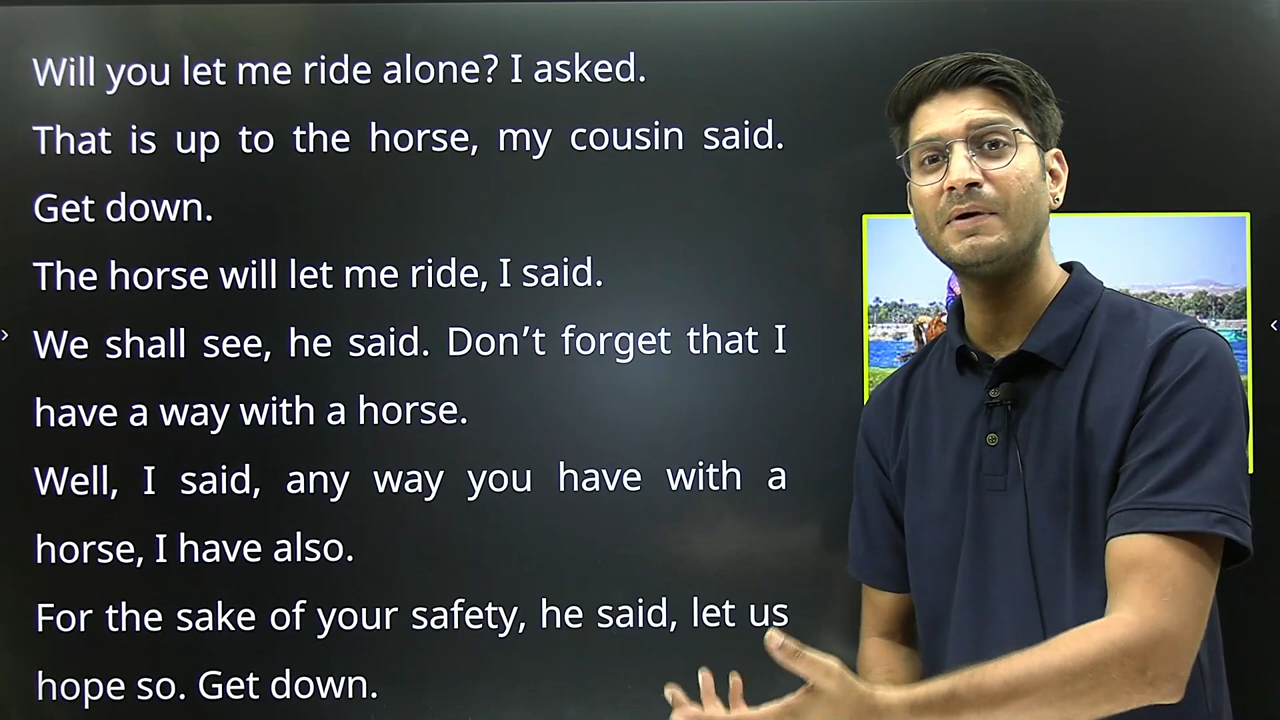 Will you let me ride alone? I asked.
That is up to the horse, my cousin said.
Get down.
The horse will let me ride, I said.
We shall see, he said. Don’t forget that I
have a way with a horse.
Well, I said, any way you have with a
horse, I have also.
For the sake of your safety, he said, let us
hope so. Get down.